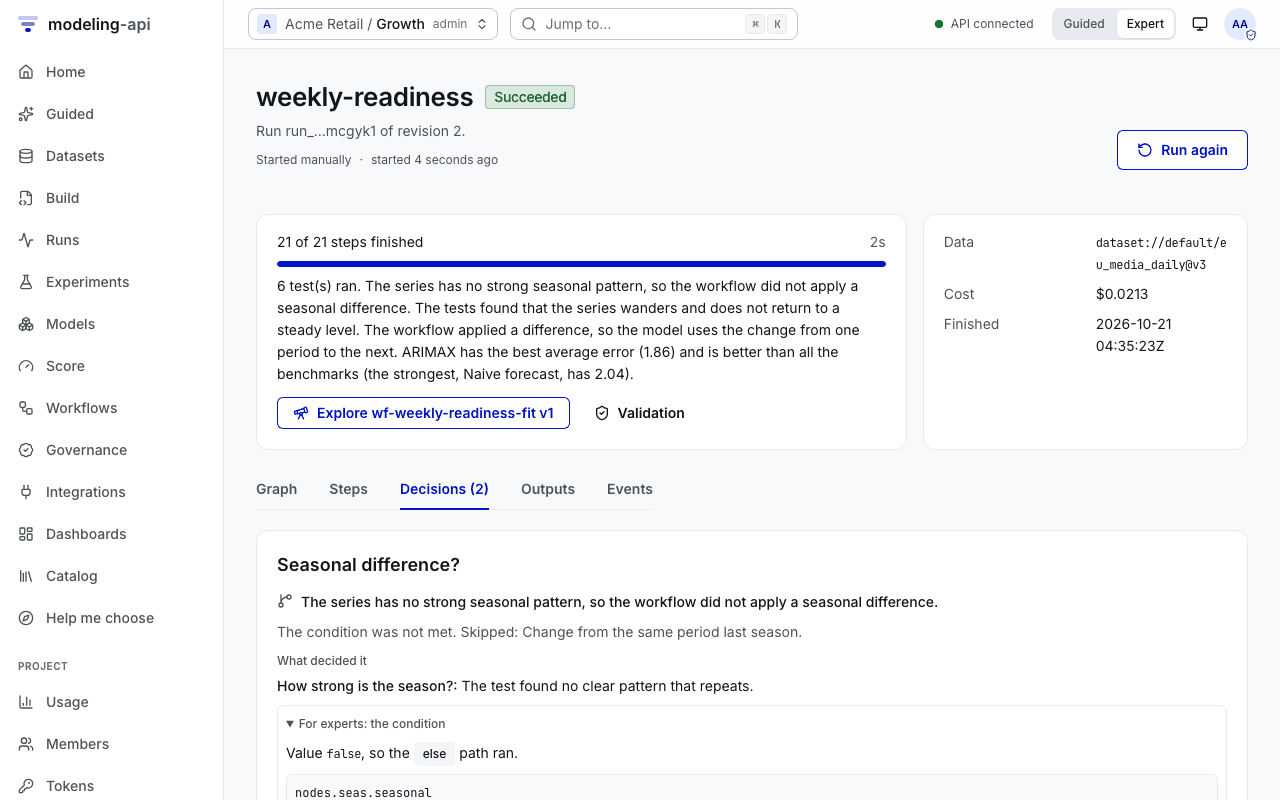 modeling-api
A Acme Retail / Growth admin
Jump to... ⌘ K
API connected
Guided Expert
AA
Home
Guided
Datasets
Build
Runs
Experiments
Models
Score
Workflows
Governance
Integrations
Dashboards
Catalog
Help me choose
PROJECT
Usage
Members
Tokens
weekly-readiness Succeeded
Run run_...mcgyk1 of revision 2.
Started manually · started 4 seconds ago
Run again
21 of 21 steps finished 2s
6 test(s) ran. The series has no strong seasonal pattern, so the workflow did not apply a
seasonal difference. The tests found that the series wanders and does not return to a
steady level. The workflow applied a difference, so the model uses the change from one
period to the next. ARIMAX has the best average error (1.86) and is better than all the
benchmarks (the strongest, Naive forecast, has 2.04).
Explore wf-weekly-readiness-fit v1 Validation
Data dataset://default/e
u_media_daily@v3
Cost $0.0213
Finished 2026-10-21
04:35:23Z
Graph Steps Decisions (2) Outputs Events
Seasonal difference?
The series has no strong seasonal pattern, so the workflow did not apply a seasonal difference.
The condition was not met. Skipped: Change from the same period last season.
What decided it
How strong is the season?: The test found no clear pattern that repeats.
▼ For experts: the condition
Value false, so the else path ran.
nodes.seas.seasonal